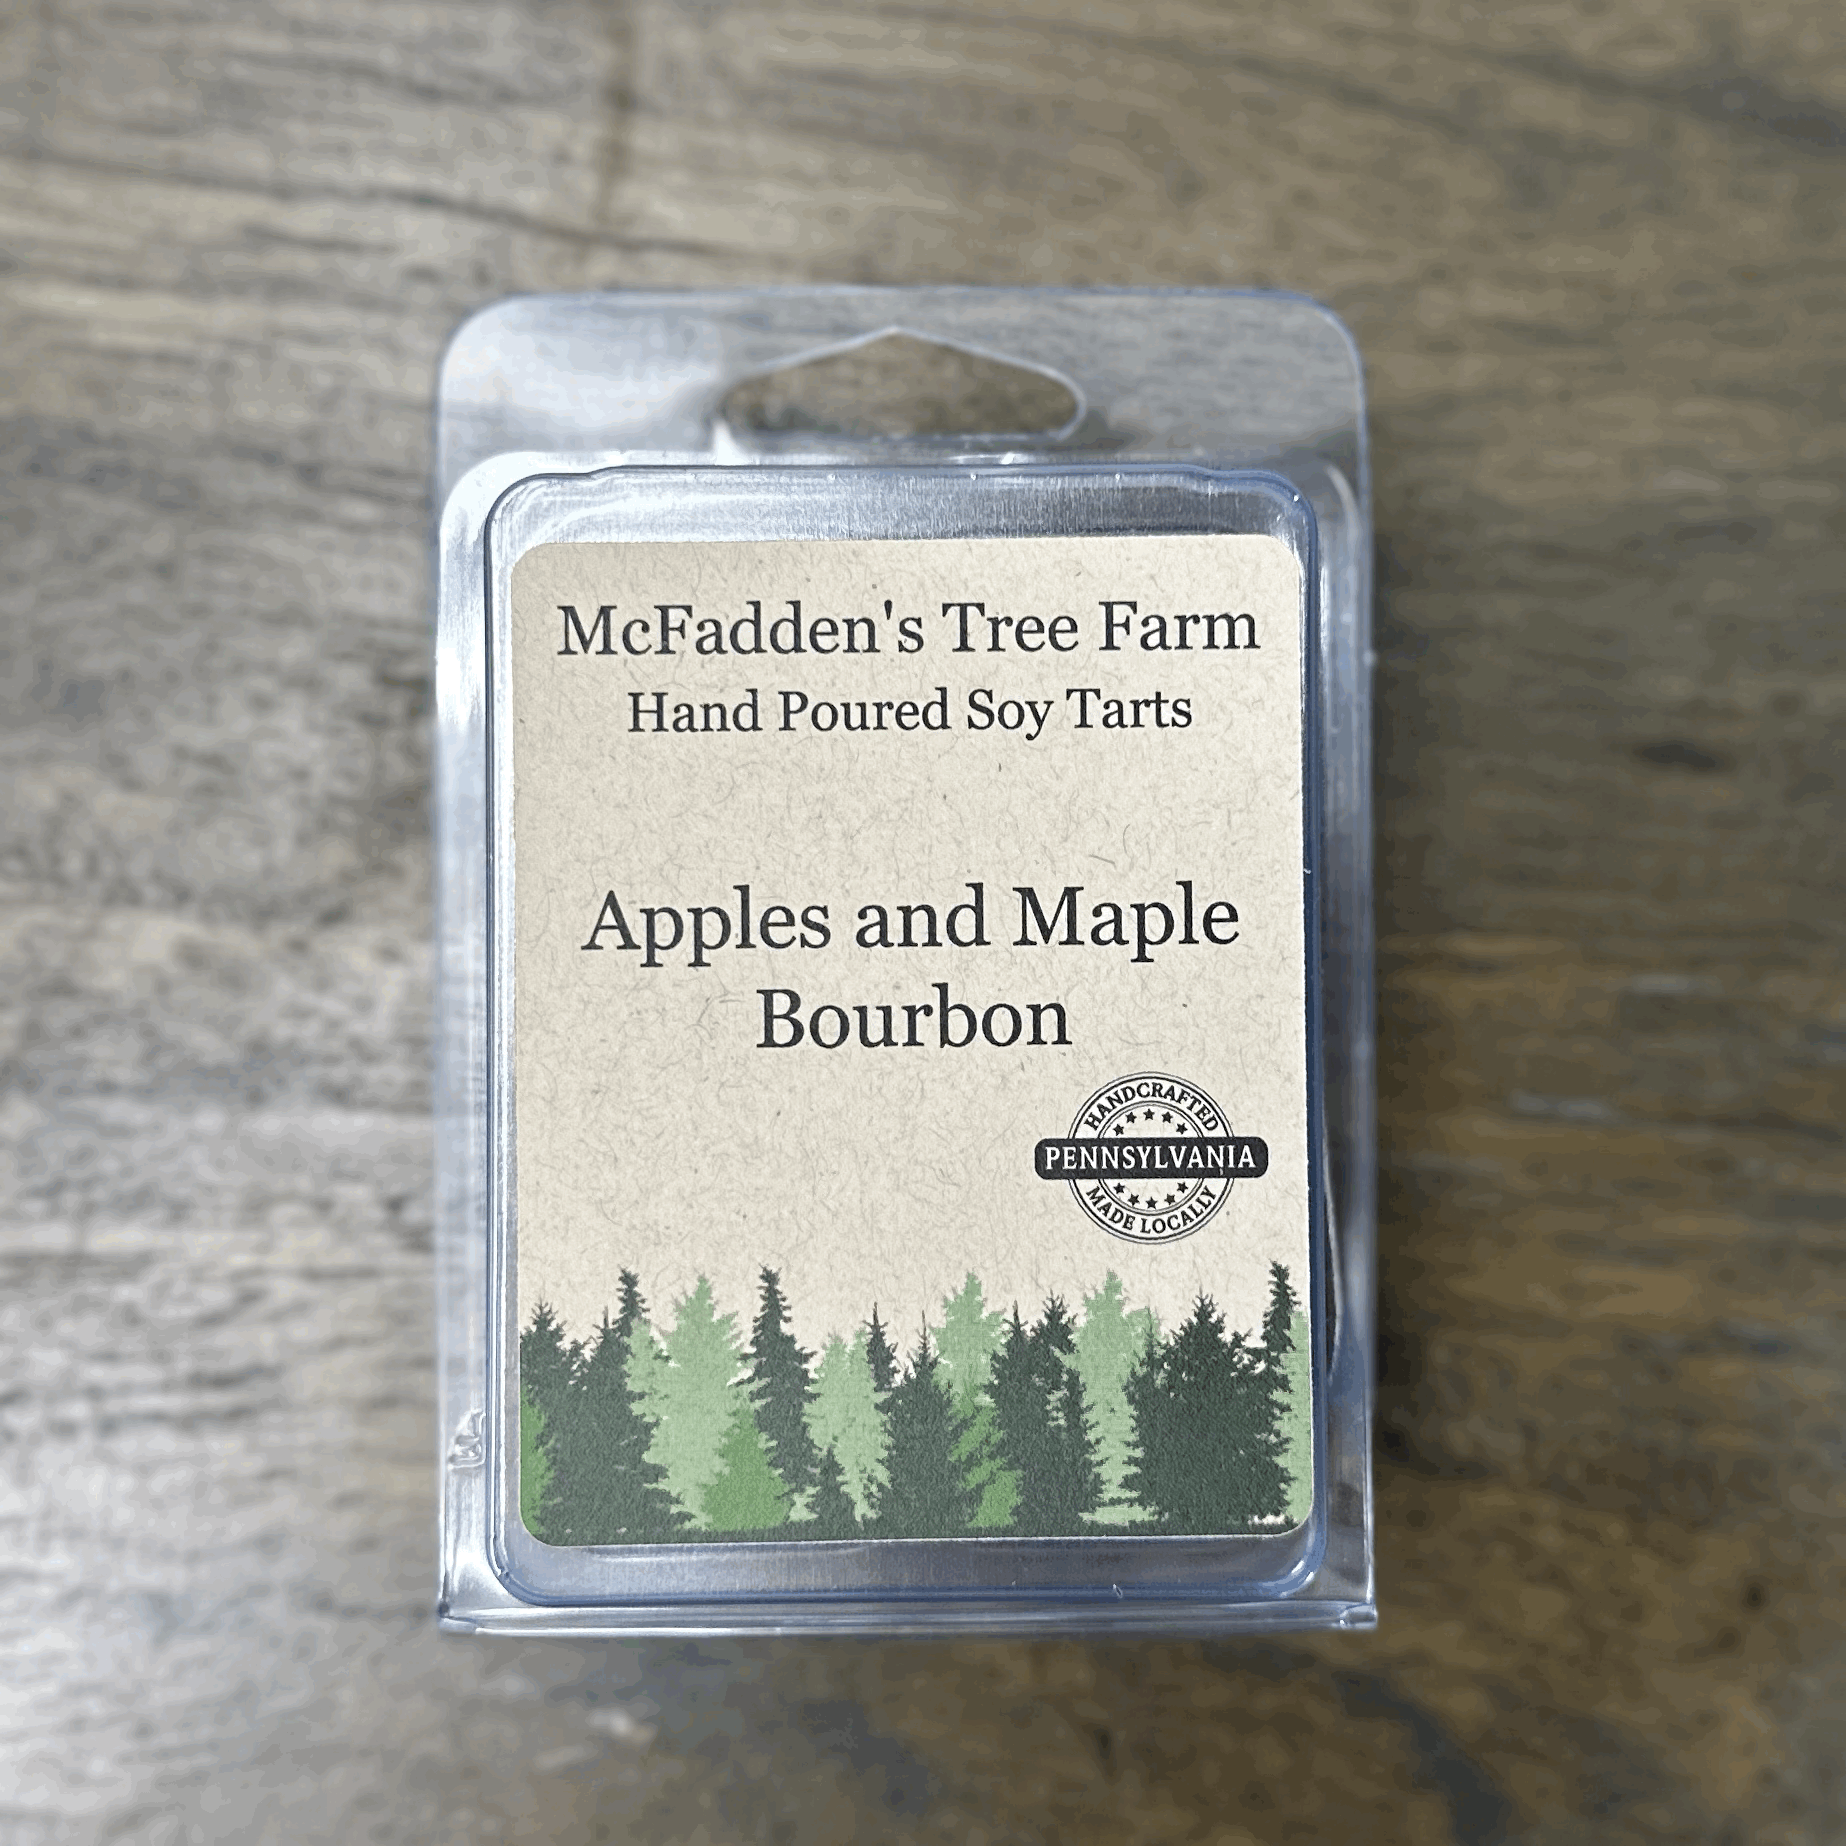 McFadden's Tree Farm
Hand Poured Soy Tarts
Apples and Maple
Bourbon
HANDCRAFTED
PENNSYLVANIA
MADE LOCALLY